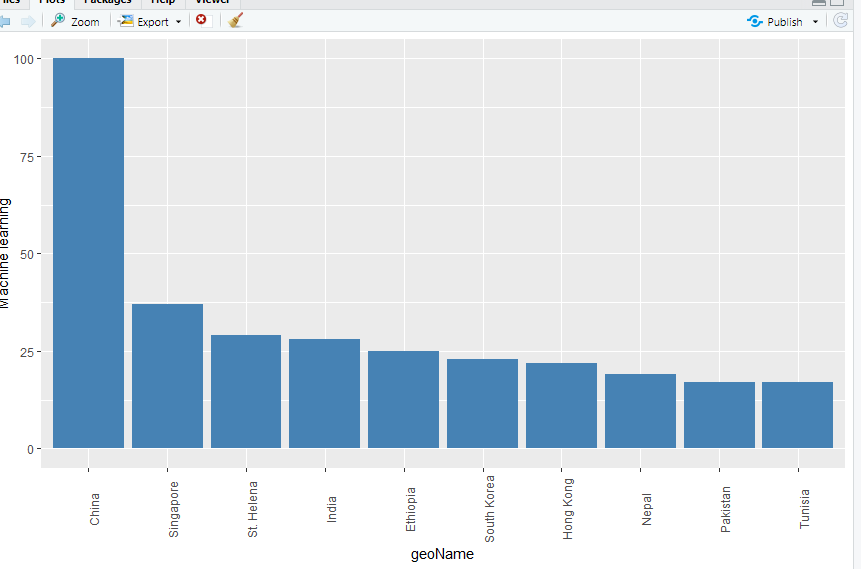 Plots Packages Help Viewer
Zoom Export Publish
100
75
50
25
0
Machine learning
China Singapore St. Helena India Ethiopia South Korea Hong Kong Nepal Pakistan Tunisia
geoName